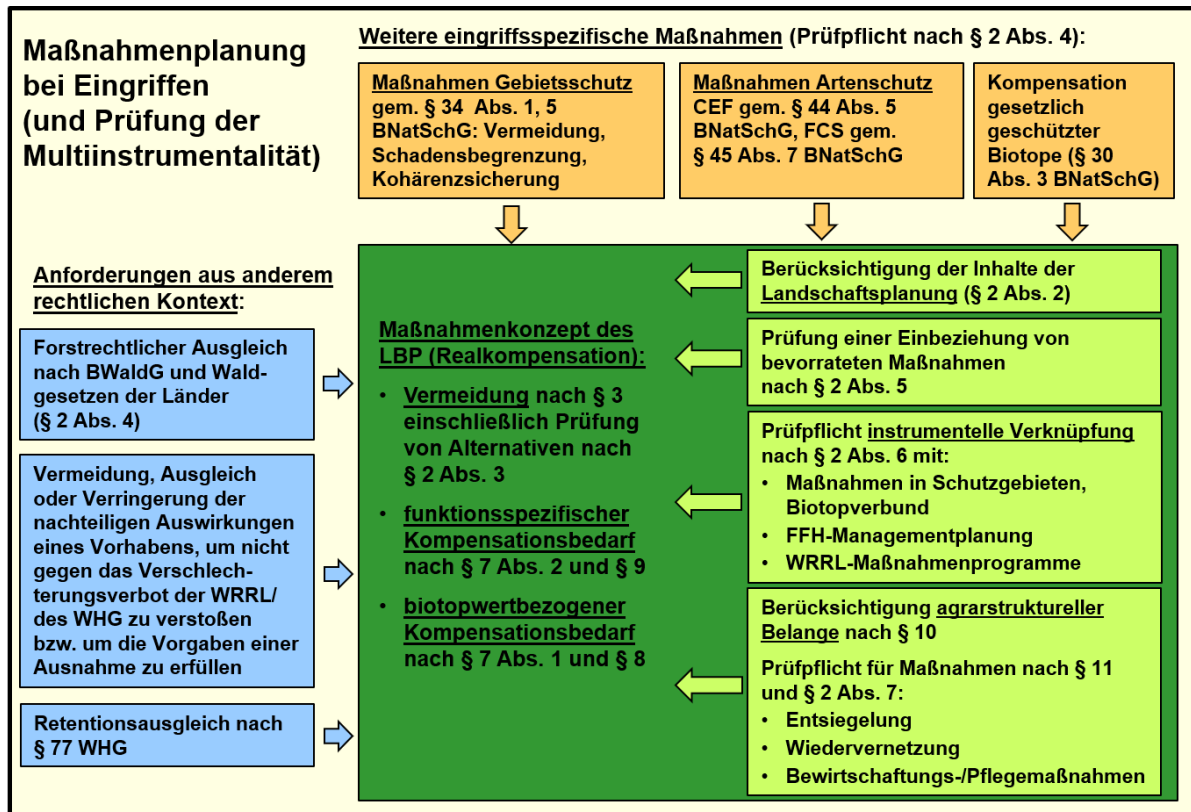 Maßnahmenplanung
bei Eingriffen
(und Prüfung der
Multiinstrumentalität)
Weitere eingriffsspezifische Maßnahmen (Prüfpflicht nach § 2 Abs. 4):
Maßnahmen Gebietsschutz
gem. § 34 Abs. 1, 5
BNatSchG: Vermeidung,
Schadensbegrenzung,
Kohärenzsicherung
Maßnahmen Artenschutz
CEF gem. § 44 Abs. 5
BNatSchG, FCS gem.
§ 45 Abs. 7 BNatSchG
Kompensation
gesetzlich
geschützter
Biotope (§ 30
Abs. 3 BNatSchG)
Anforderungen aus anderem
rechtlichen Kontext:
Forstrechtlicher Ausgleich
nach BWaldG und Wald-
gesetzen der Länder
(§ 2 Abs. 4)
Vermeidung, Ausgleich
oder Verringerung der
nachteiligen Auswirkungen
eines Vorhabens, um nicht
gegen das Verschlech-
terungsverbot der WRRL/
des WHG zu verstoßen
bzw. um die Vorgaben einer
Ausnahme zu erfüllen
Retentionsausgleich nach
§ 77 WHG
Maßnahmenkonzept des
LBP (Realkompensation):
• Vermeidung nach § 3
einschließlich Prüfung
von Alternativen nach
§ 2 Abs. 3
• funktionsspezifischer
Kompensationsbedarf
nach § 7 Abs. 2 und § 9
• biotopwertbezogener
Kompensationsbedarf
nach § 7 Abs. 1 und § 8
Berücksichtigung der Inhalte der
Landschaftsplanung (§ 2 Abs. 2)
Prüfung einer Einbeziehung von
bevorrateten Maßnahmen
nach § 2 Abs. 5
Prüfpflicht instrumentelle Verknüpfung
nach § 2 Abs. 6 mit:
• Maßnahmen in Schutzgebieten,
Biotopverbund
• FFH-Managementplanung
• WRRL-Maßnahmenprogramme
Berücksichtigung agrarstruktureller
Belange nach § 10
Prüfpflicht für Maßnahmen nach § 11
und § 2 Abs. 7:
• Entsiegelung
• Wiedervernetzung
• Bewirtschaftungs-/Pflegemaßnahmen